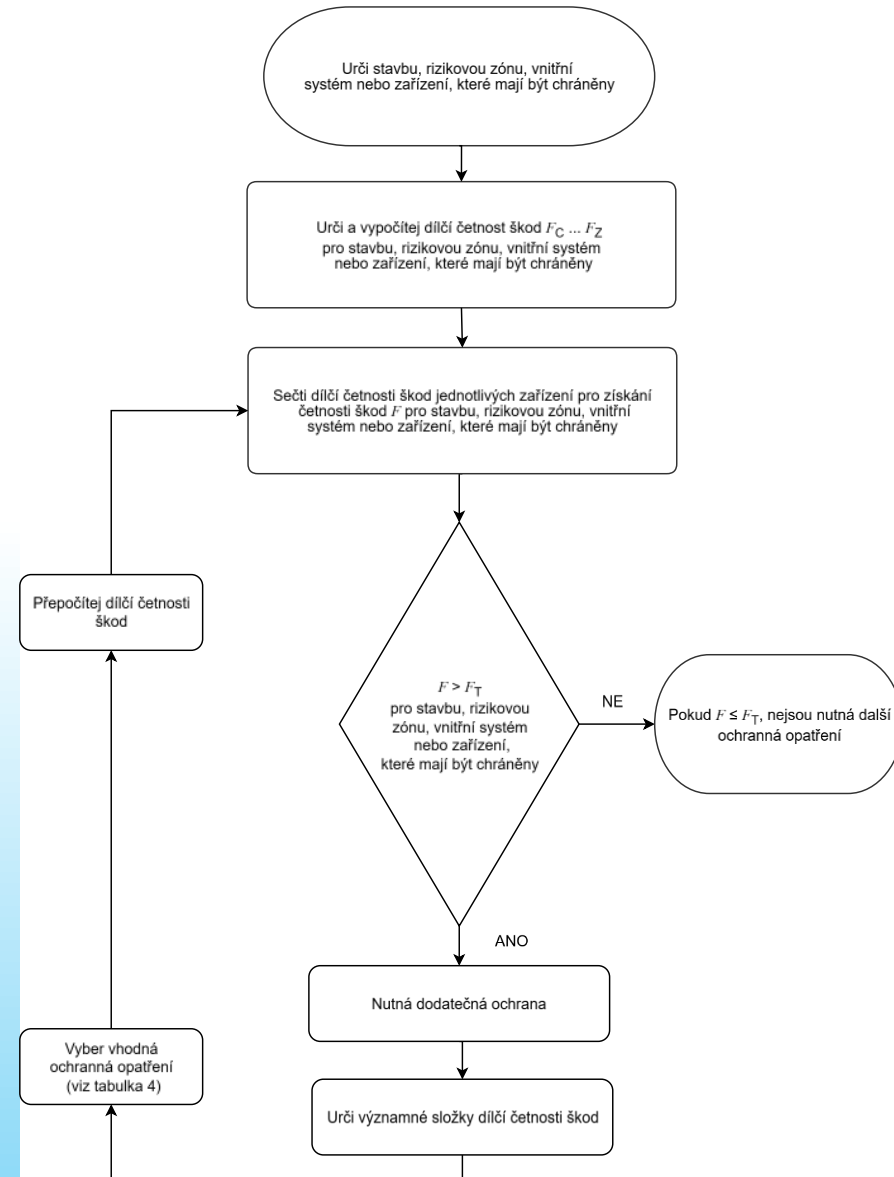 Urči stavbu, rizikovou zónu, vnitřní
systém nebo zařízení, které mají být chráněny
Urči a vypočítej dílčí četnost škod F_C ... F_Z
pro stavbu, rizikovou zónu, vnitřní systém
nebo zařízení, které mají být chráněny
Sečti dílčí četnosti škod jednotlivých zařízení pro získání
četnosti škod F pro stavbu, rizikovou zónu, vnitřní
systém nebo zařízení, které mají být chráněny
Přepočítej dílčí četnosti
škod
F > F_T
pro stavbu, rizikovou
zónu, vnitřní systém
nebo zařízení,
které mají být chráněny
NE
Pokud F ≤ F_T, nejsou nutná další
ochranná opatření
ANO
Nutná dodatečná ochrana
Vyber vhodná
ochranná opatření
(viz tabulka 4)
Urči významné složky dílčí četnosti škod